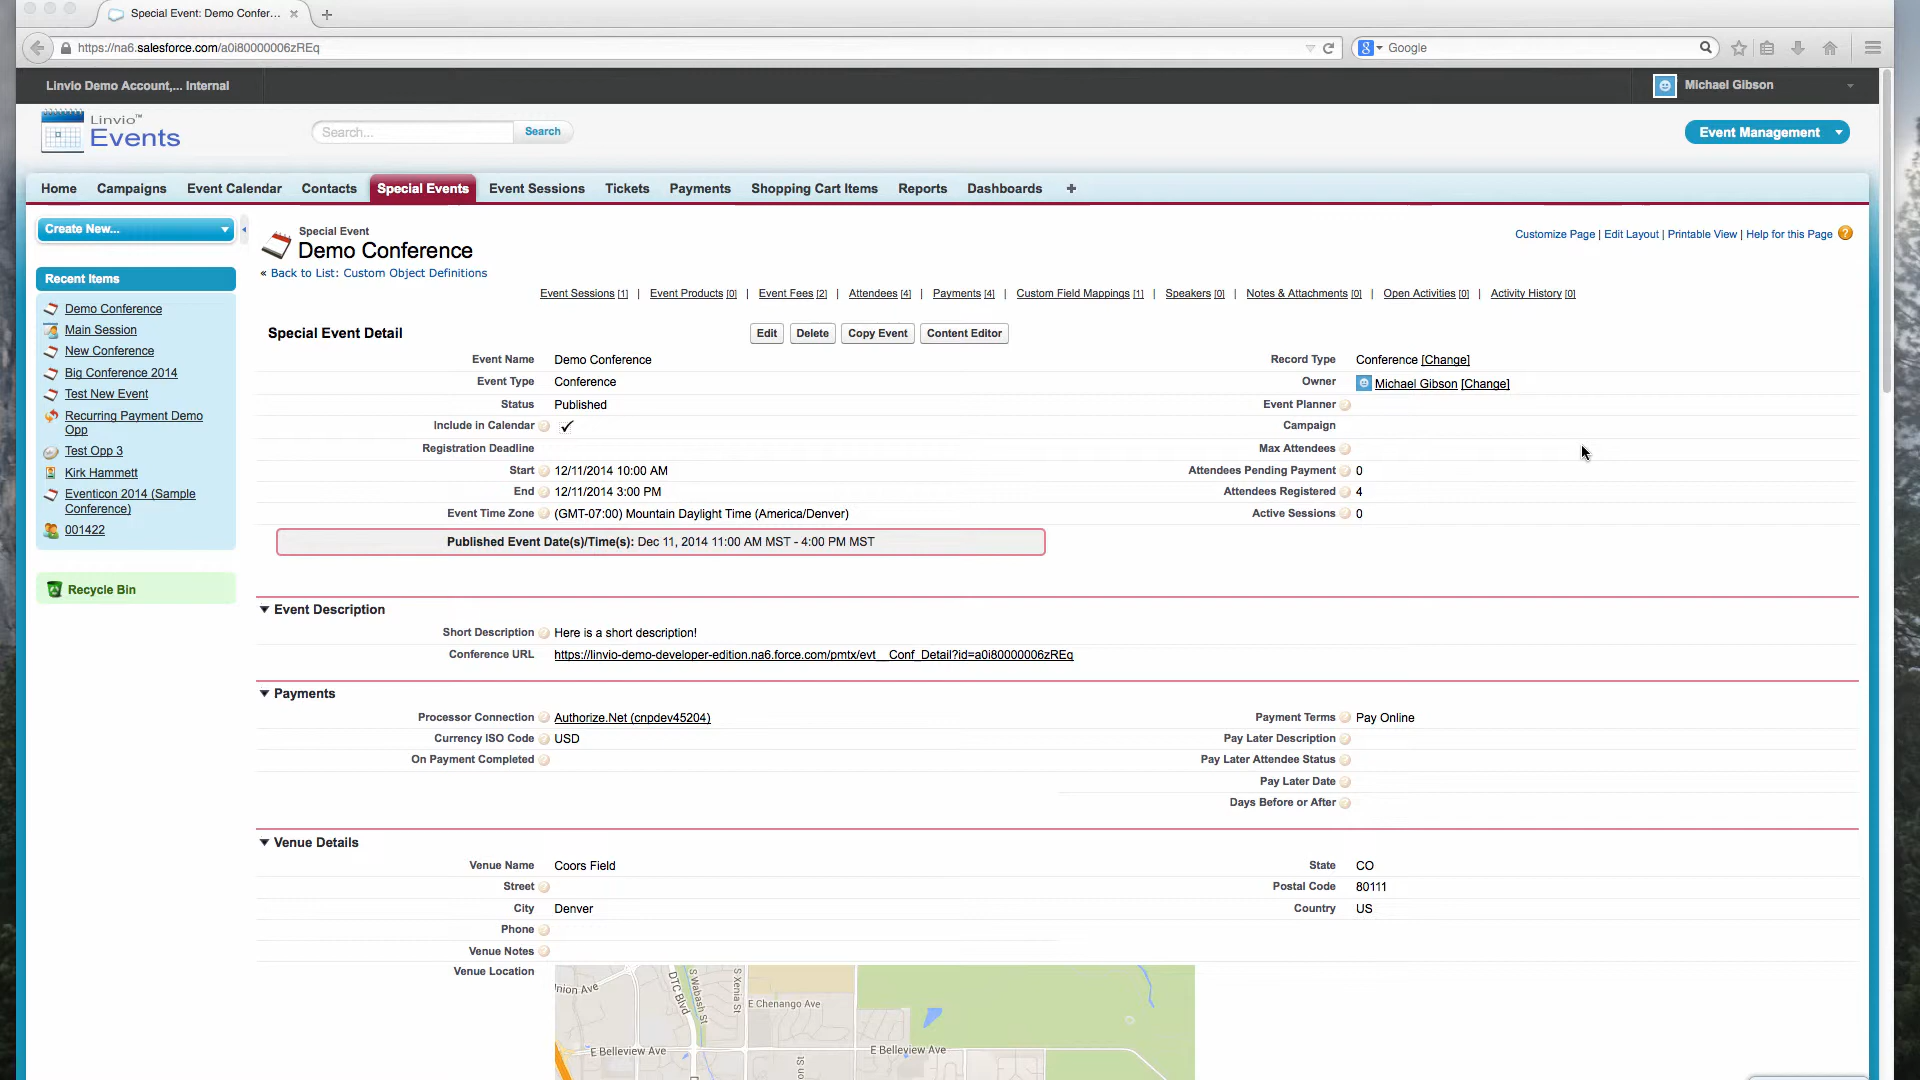 Special Event: Demo Confer...
https://na6.salesforce.com/a0i80000006zREq
Google
Linvio Demo Account,... Internal
Michael Gibson
Linvio™
Events
Search...
Search
Event Management
Home
Campaigns
Event Calendar
Contacts
Special Events
Event Sessions
Tickets
Payments
Shopping Cart Items
Reports
Dashboards
Create New...
Special Event
Demo Conference
« Back to List: Custom Object Definitions
Customize Page | Edit Layout | Printable View | Help for this Page
Event Sessions [1] | Event Products [0] | Event Fees [2] | Attendees [4] | Payments [4] | Custom Field Mappings [1] | Speakers [0] | Notes & Attachments [0] | Open Activities [0] | Activity History [0]
Recent Items
Demo Conference
Main Session
New Conference
Big Conference 2014
Test New Event
Recurring Payment Demo
Opp
Test Opp 3
Kirk Hammett
Eventicon 2014 (Sample
Conference)
001422
Recycle Bin
Special Event Detail
Edit
Delete
Copy Event
Content Editor
Event Name Demo Conference
Record Type Conference [Change]
Event Type Conference
Owner Michael Gibson [Change]
Status Published
Event Planner
Include in Calendar
Campaign
Registration Deadline
Max Attendees
Start 12/11/2014 10:00 AM
Attendees Pending Payment 0
End 12/11/2014 3:00 PM
Attendees Registered 4
Event Time Zone (GMT-07:00) Mountain Daylight Time (America/Denver)
Active Sessions 0
Published Event Date(s)/Time(s): Dec 11, 2014 11:00 AM MST - 4:00 PM MST
Event Description
Short Description Here is a short description!
Conference URL https://linvio-demo-developer-edition.na6.force.com/pmtx/evt__Conf_Detail?id=a0i80000006zREq
Payments
Processor Connection Authorize.Net (cnpdev45204)
Payment Terms Pay Online
Currency ISO Code USD
Pay Later Description
On Payment Completed
Pay Later Attendee Status
Pay Later Date
Days Before or After
Venue Details
Venue Name Coors Field
State CO
Street
Postal Code 80111
City Denver
Country US
Phone
Venue Notes
Venue Location
DTC Blvd
S Wabash St
S Xenia St
E Chenango Ave
E Belleview Ave
E Belleview Ave